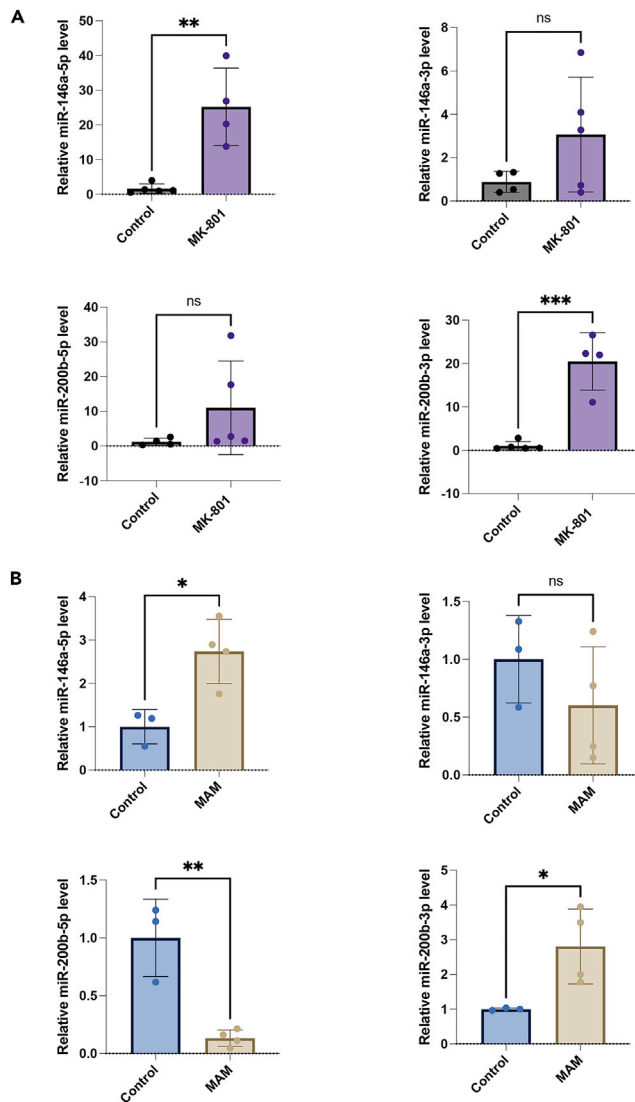 A
Relative miR-146a-5p level
50
40
30
20
10
0
**
Control
MK-801
Relative miR-146a-3p level
8
6
4
2
0
ns
Control
MK-801
Relative miR-200b-5p level
40
30
20
10
0
-10
ns
Control
MK-801
Relative miR-200b-3p level
30
20
10
0
-10
***
Control
MK-801
B
Relative miR-146a-5p level
4
3
2
1
0
*
Control
MAM
Relative miR-146a-3p level
1.5
1.0
0.5
0.0
ns
Control
MAM
Relative miR-200b-5p level
1.5
1.0
0.5
0.0
**
Control
MAM
Relative miR-200b-3p level
5
4
3
2
1
0
*
Control
MAM